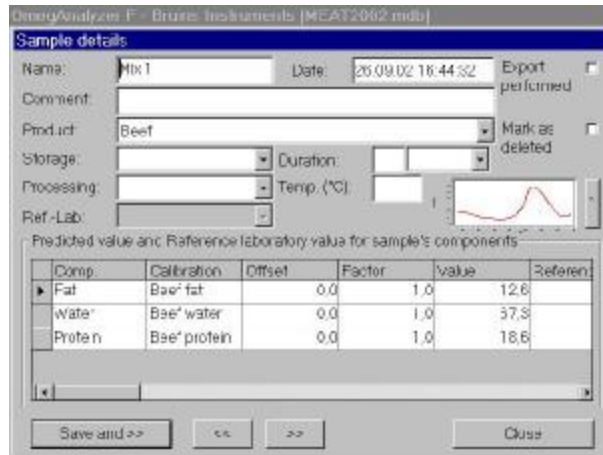 OmegAnalyzer F - Bruins Instruments [MEAT2002.mdb]
Sample details
Name: Mix 1 Date: 26.09.02 16:44:32 Export performed
Comment:
Product: Beef Mark as deleted
Storage: Duration:
Processing: Temp. (°C):
Ref.-Lab:
Predicted value and Reference laboratory value for sample's components
Comp. Calibration Offset Factor Value Referenc
Fat Beef fat 0,0 1,0 12,6
Water Beef water 0,0 1,0
Protein Beef protein 0,0 1,0 18,6
Save and >> << >> Close